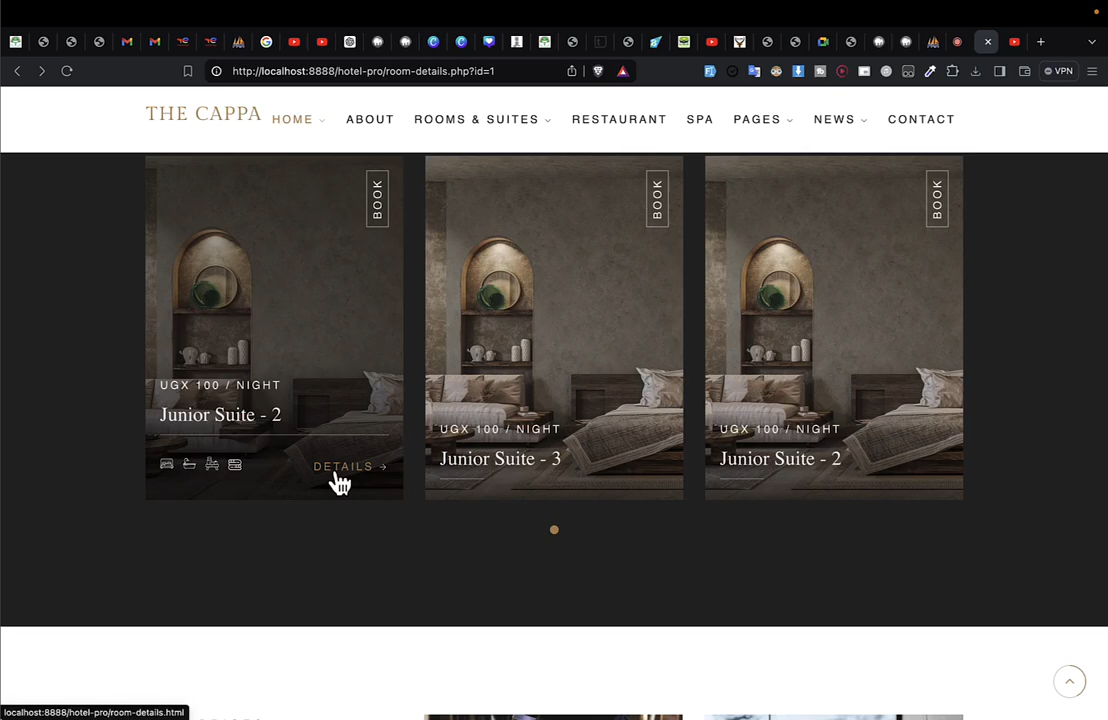 http://localhost:8888/hotel-pro/room-details.php?id=1
VPN
THE CAPPA
HOME
ABOUT
ROOMS & SUITES
RESTAURANT
SPA
PAGES
NEWS
CONTACT
BOOK
BOOK
BOOK
UGX 100 / NIGHT
Junior Suite - 2
DETAILS
UGX 100 / NIGHT
Junior Suite - 3
UGX 100 / NIGHT
Junior Suite - 2
localhost:8888/hotel-pro/room-details.html